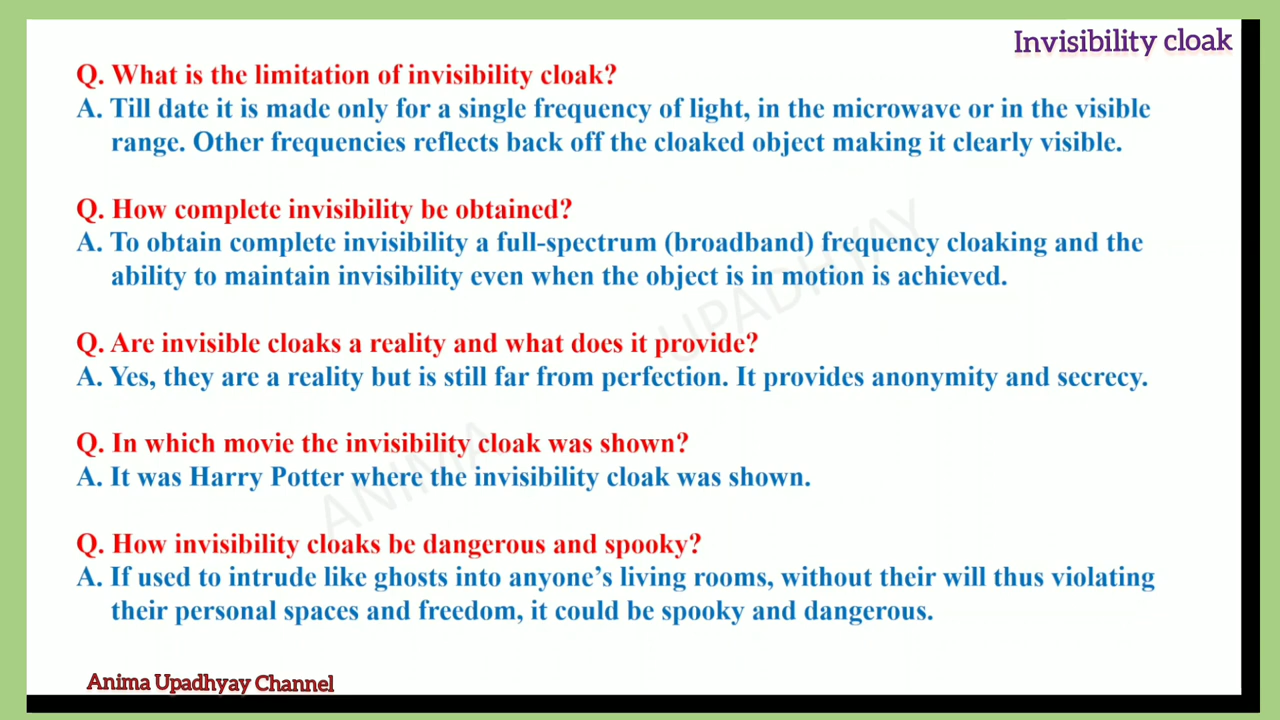 Invisibility cloak
Q. What is the limitation of invisibility cloak?
A. Till date it is made only for a single frequency of light, in the microwave or in the visible
range. Other frequencies reflects back off the cloaked object making it clearly visible.
Q. How complete invisibility be obtained?
A. To obtain complete invisibility a full-spectrum (broadband) frequency cloaking and the
ability to maintain invisibility even when the object is in motion is achieved.
Q. Are invisible cloaks a reality and what does it provide?
A. Yes, they are a reality but is still far from perfection. It provides anonymity and secrecy.
Q. In which movie the invisibility cloak was shown?
A. It was Harry Potter where the invisibility cloak was shown.
Q. How invisibility cloaks be dangerous and spooky?
A. If used to intrude like ghosts into anyone’s living rooms, without their will thus violating
their personal spaces and freedom, it could be spooky and dangerous.
ANIMA UPADHYAY
Anima Upadhyay Channel